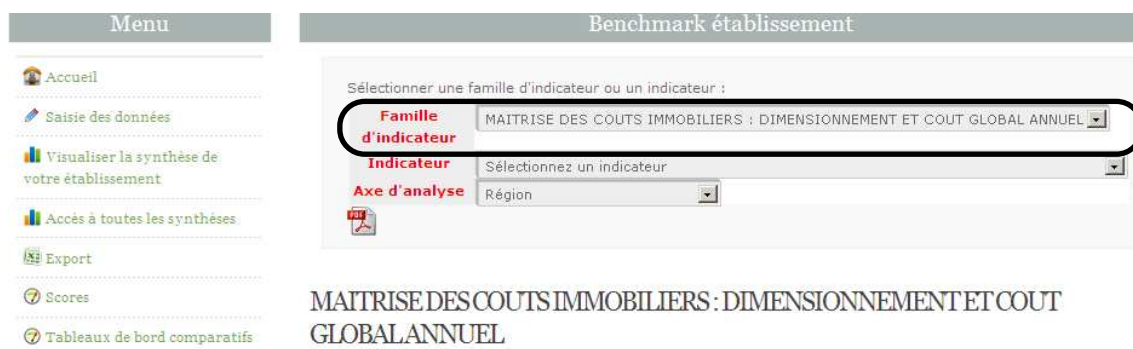 Menu
Accueil
Saisie des données
Visualiser la synthèse de
votre établissement
Accès à toutes les synthèses
Export
Scores
Tableaux de bord comparatifs
Benchmark établissement
Sélectionner une famille d'indicateur ou un indicateur :
Famille
d'indicateur
MAITRISE DES COUTS IMMOBILIERS : DIMENSIONNEMENT ET COUT GLOBAL ANNUEL
Indicateur
Sélectionnez un indicateur
Axe d'analyse
Région
PDF
MAITRISE DES COUTS IMMOBILIERS : DIMENSIONNEMENT ET COUT
GLOBAL ANNUEL